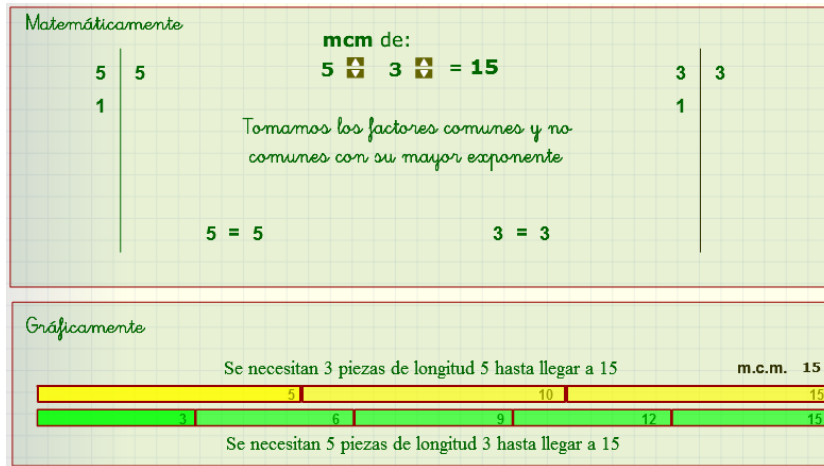 Matemáticamente
mcm de:
5 3 = 15
5 5
1
3 3
1
Tomamos los factores comunes y no
comunes con su mayor exponente
5 = 5
3 = 3
Gráficamente
Se necesitan 3 piezas de longitud 5 hasta llegar a 15
m.c.m. 15
5 10 15
3 6 9 12 15
Se necesitan 5 piezas de longitud 3 hasta llegar a 15